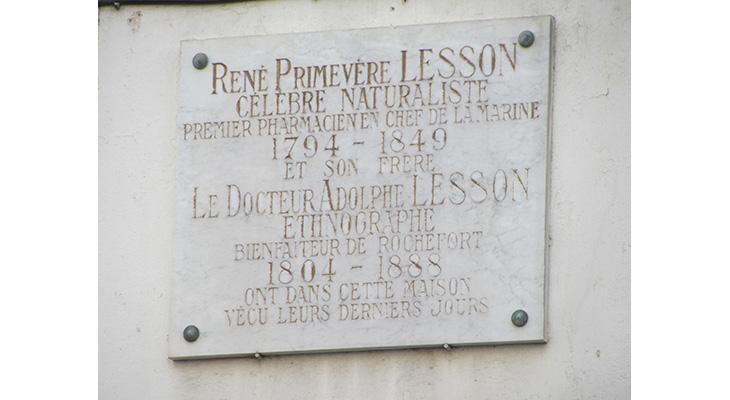 RENÉ PRIMEVÈRE LESSON
CÉLÈBRE NATURALISTE
PREMIER PHARMACIEN EN CHEF DE LA MARINE
1794 - 1849
ET SON FRÈRE
LE DOCTEUR ADOLPHE LESSON
ETHNOGRAPHE
BIENFAITEUR DE ROCHEFORT
1804 - 1888
ONT DANS CETTE MAISON
VÉCU LEURS DERNIERS JOURS